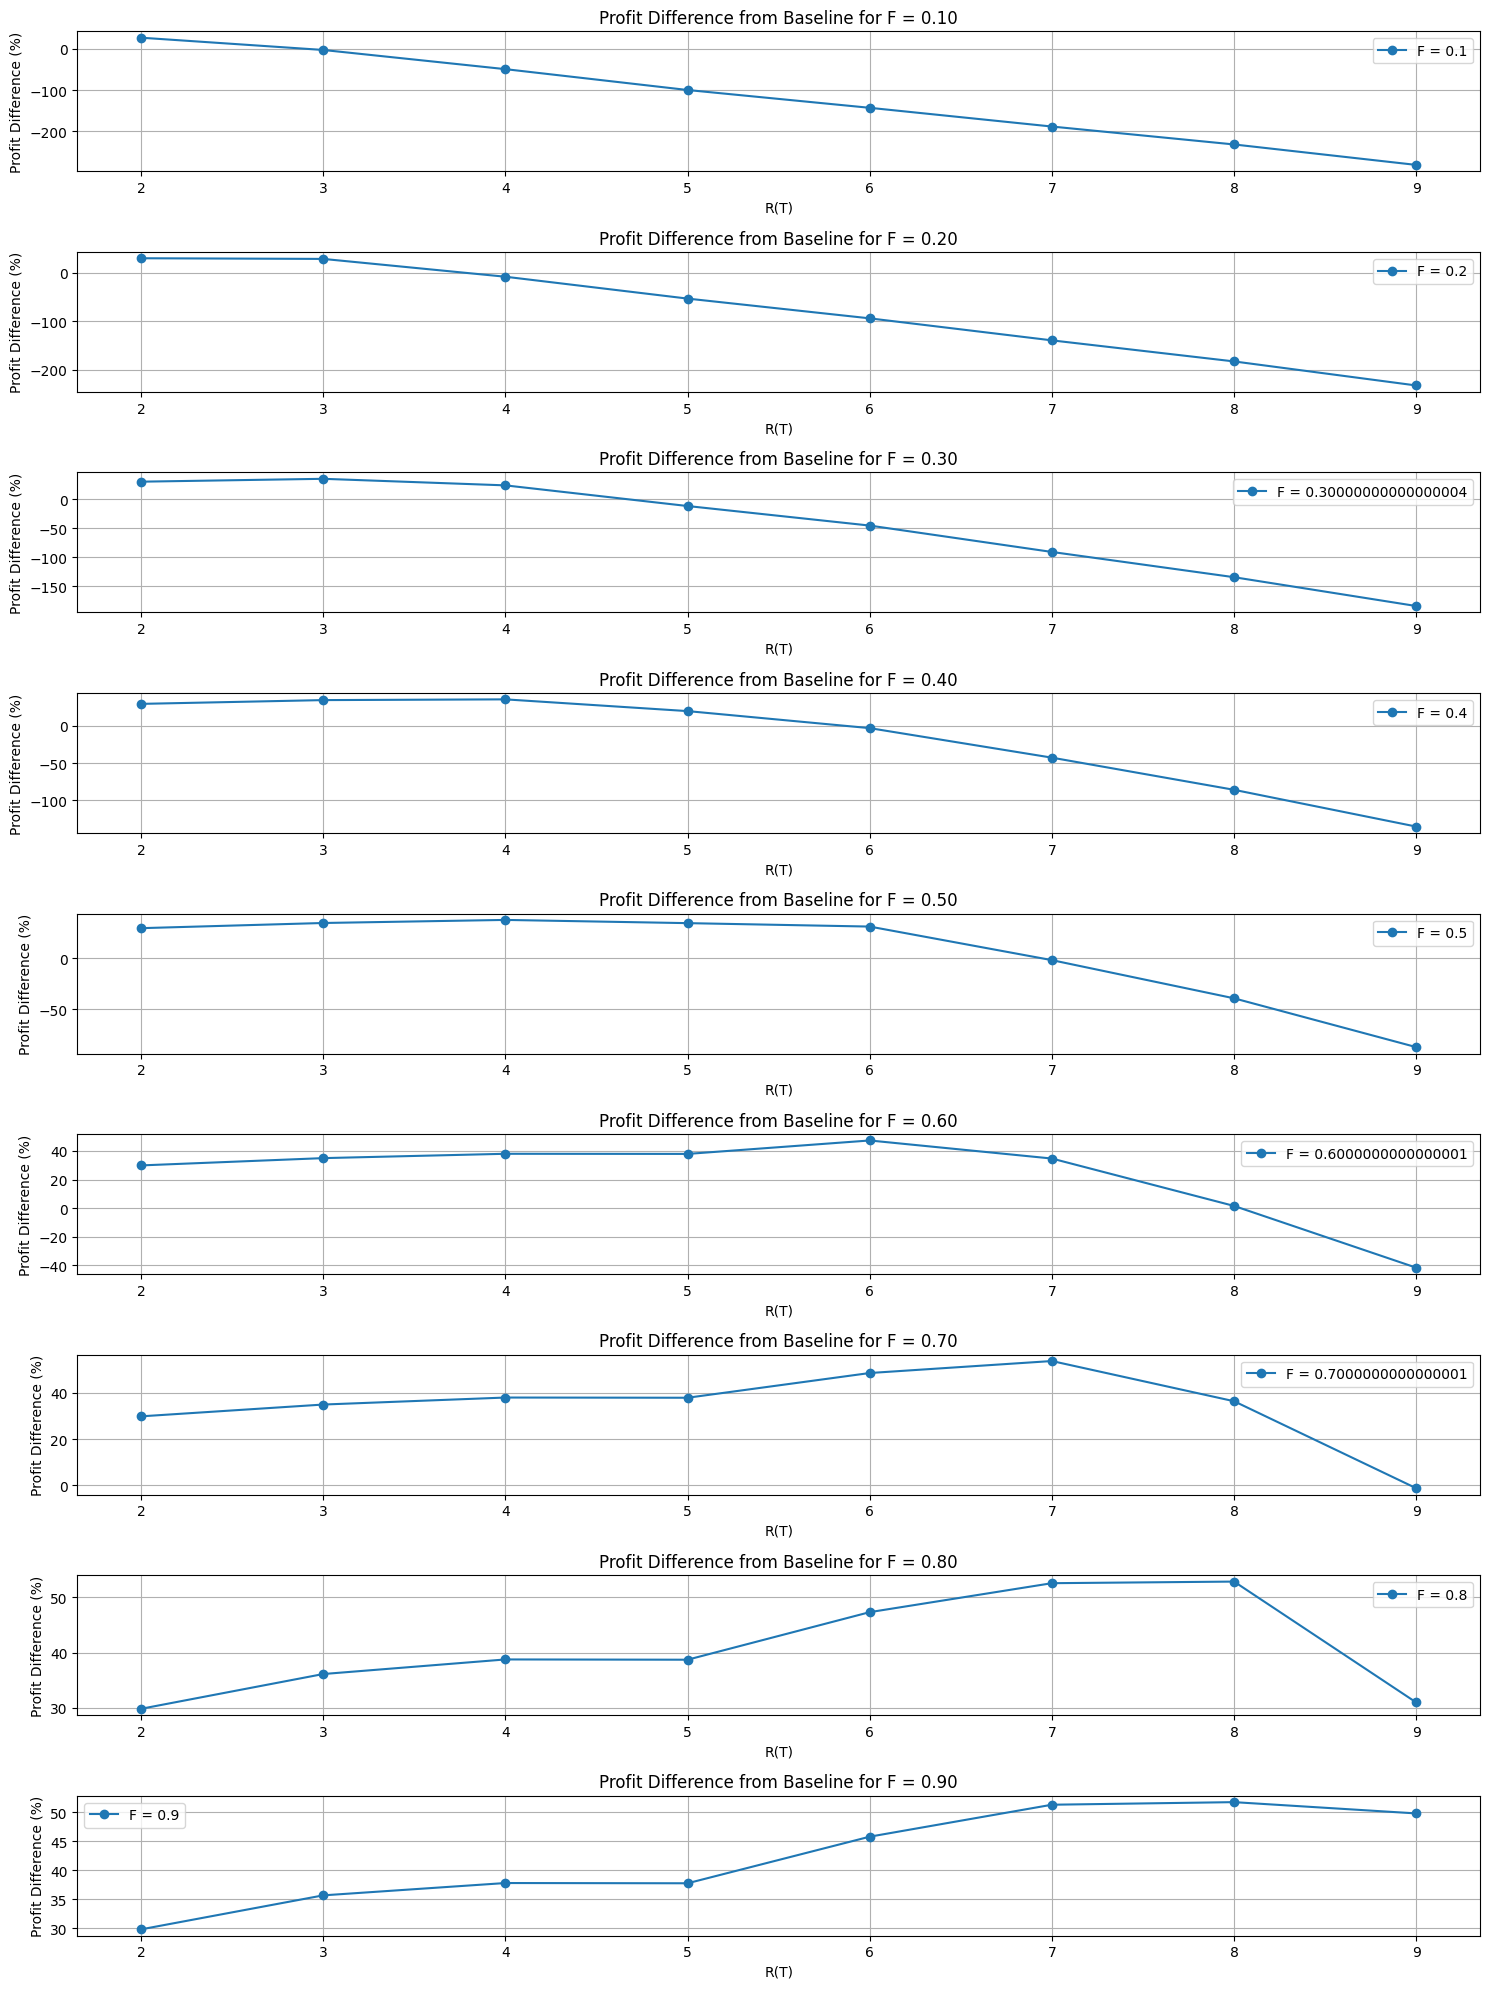 Profit Difference from Baseline for F = 0.10
Profit Difference (%)
0
−100
−200
F = 0.1
2 3 4 5 6 7 8 9
R(T)
Profit Difference from Baseline for F = 0.20
Profit Difference (%)
0
−100
−200
F = 0.2
2 3 4 5 6 7 8 9
R(T)
Profit Difference from Baseline for F = 0.30
Profit Difference (%)
0
−50
−100
−150
F = 0.30000000000000004
2 3 4 5 6 7 8 9
R(T)
Profit Difference from Baseline for F = 0.40
Profit Difference (%)
0
−50
−100
F = 0.4
2 3 4 5 6 7 8 9
R(T)
Profit Difference from Baseline for F = 0.50
Profit Difference (%)
0
−50
F = 0.5
2 3 4 5 6 7 8 9
R(T)
Profit Difference from Baseline for F = 0.60
Profit Difference (%)
40
20
0
−20
−40
F = 0.6000000000000001
2 3 4 5 6 7 8 9
R(T)
Profit Difference from Baseline for F = 0.70
Profit Difference (%)
40
20
0
F = 0.7000000000000001
2 3 4 5 6 7 8 9
R(T)
Profit Difference from Baseline for F = 0.80
Profit Difference (%)
50
40
30
F = 0.8
2 3 4 5 6 7 8 9
R(T)
Profit Difference from Baseline for F = 0.90
Profit Difference (%)
50
45
40
35
30
F = 0.9
2 3 4 5 6 7 8 9
R(T)